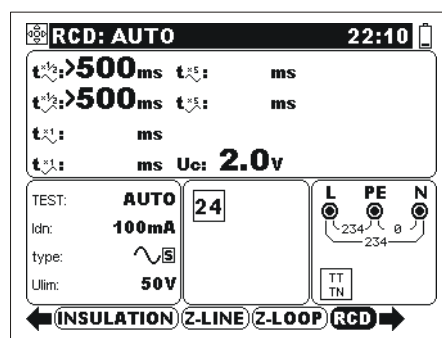 RCD: AUTO 22:10
t×½:>500ms t×5: ms
t×½:>500ms t×5: ms
t×1: ms
t×1: ms Uc: 2.0V
TEST: AUTO
Idn: 100mA
type: S
Ulim: 50V
24
L PE N
234 0
234
TT
TN
INSULATION Z-LINE Z-LOOP RCD